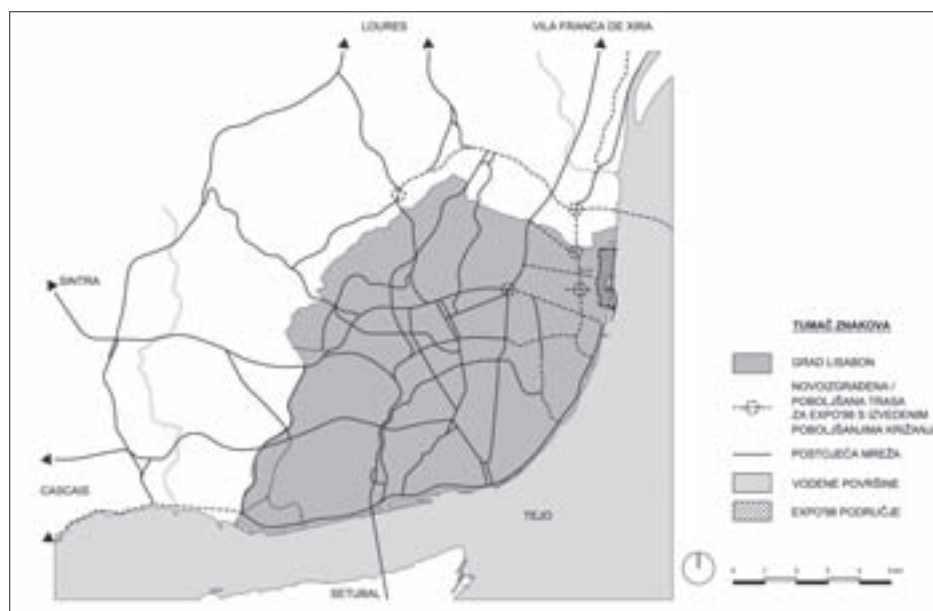 LOURES
VILA FRANCA DE XIRA
SINTRA
CASCAIS
TEJO
SETUBAL
TUMAČ ZNAKOVA
GRAD LISABON
NOVOIZGRAĐENA /
POBOLJŠANA TRASA
ZA EXPO'98 S IZVEDENIM
POBOLJŠANJIMA KRIŽANJI
POSTOJEĆA MREŽA
VODENE POVRŠINE
EXPO'98 PODRUČJE